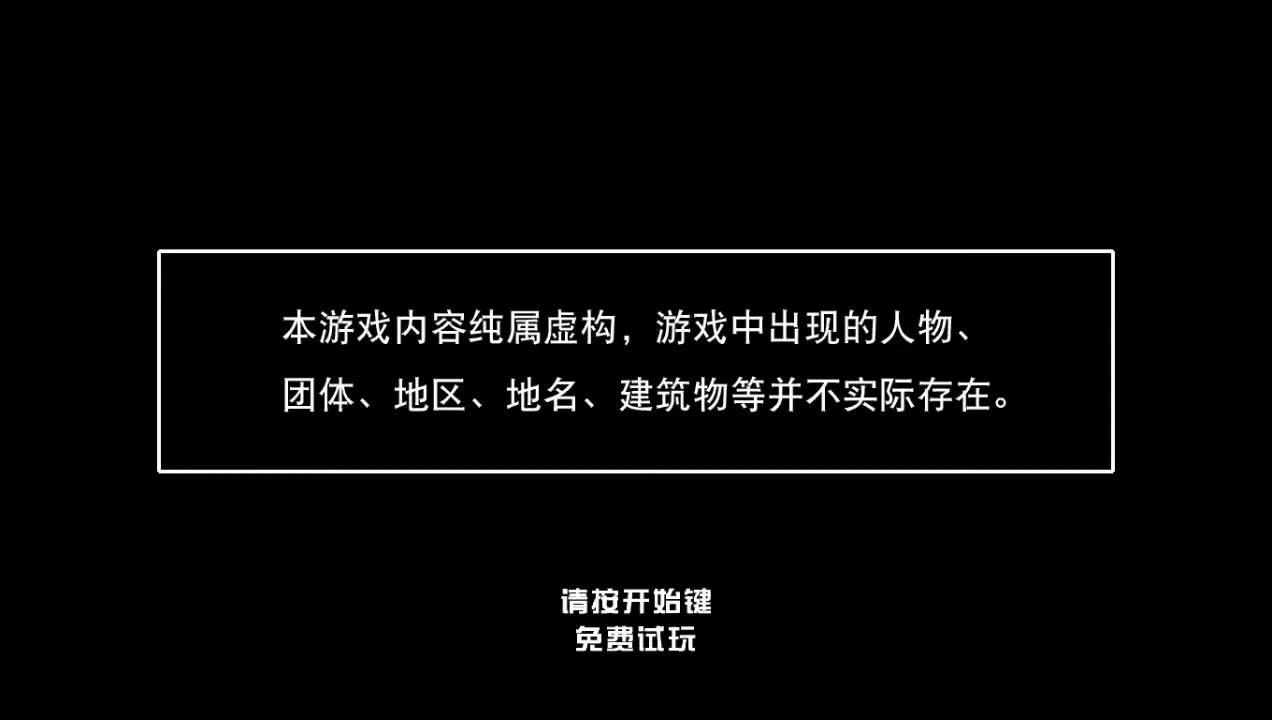 本游戏内容纯属虚构，游戏中出现的人物、
团体、地区、地名、建筑物等并不实际存在。
请按开始键
免费试玩